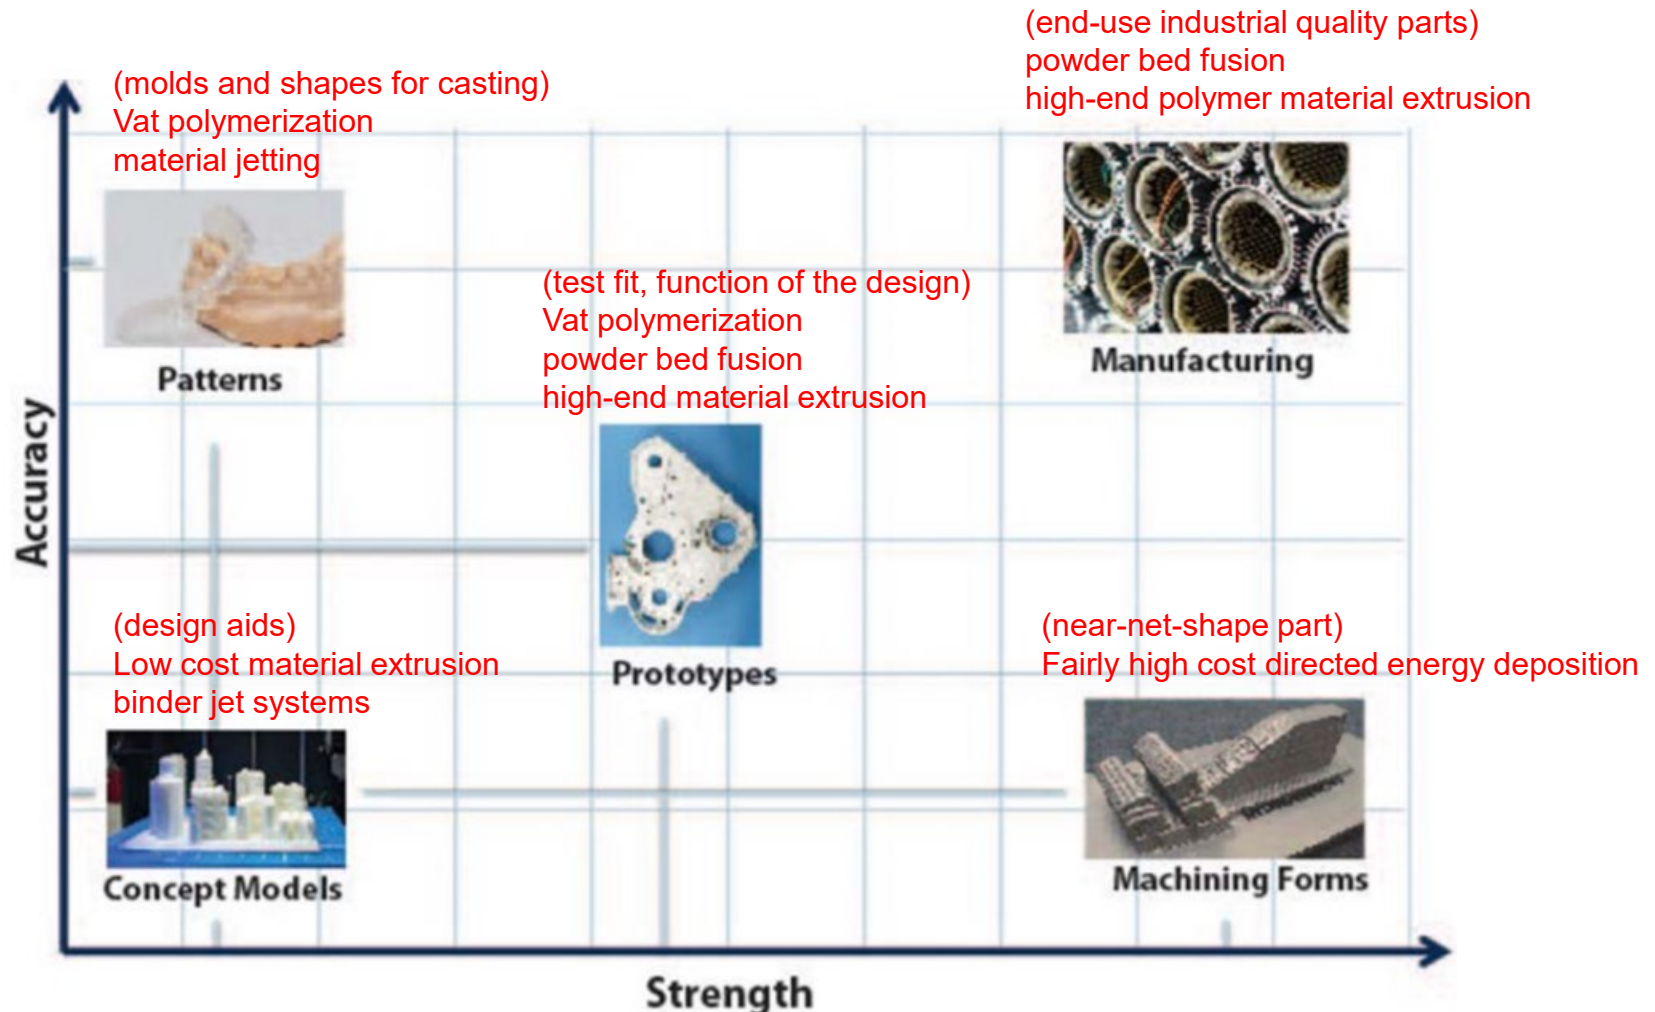 (end-use industrial quality parts)
powder bed fusion
high-end polymer material extrusion
(molds and shapes for casting)
Vat polymerization
material jetting
Patterns
Manufacturing
(test fit, function of the design)
Vat polymerization
powder bed fusion
high-end material extrusion
Prototypes
Accuracy
(design aids)
Low cost material extrusion
binder jet systems
Concept Models
(near-net-shape part)
Fairly high cost directed energy deposition
Machining Forms
Strength